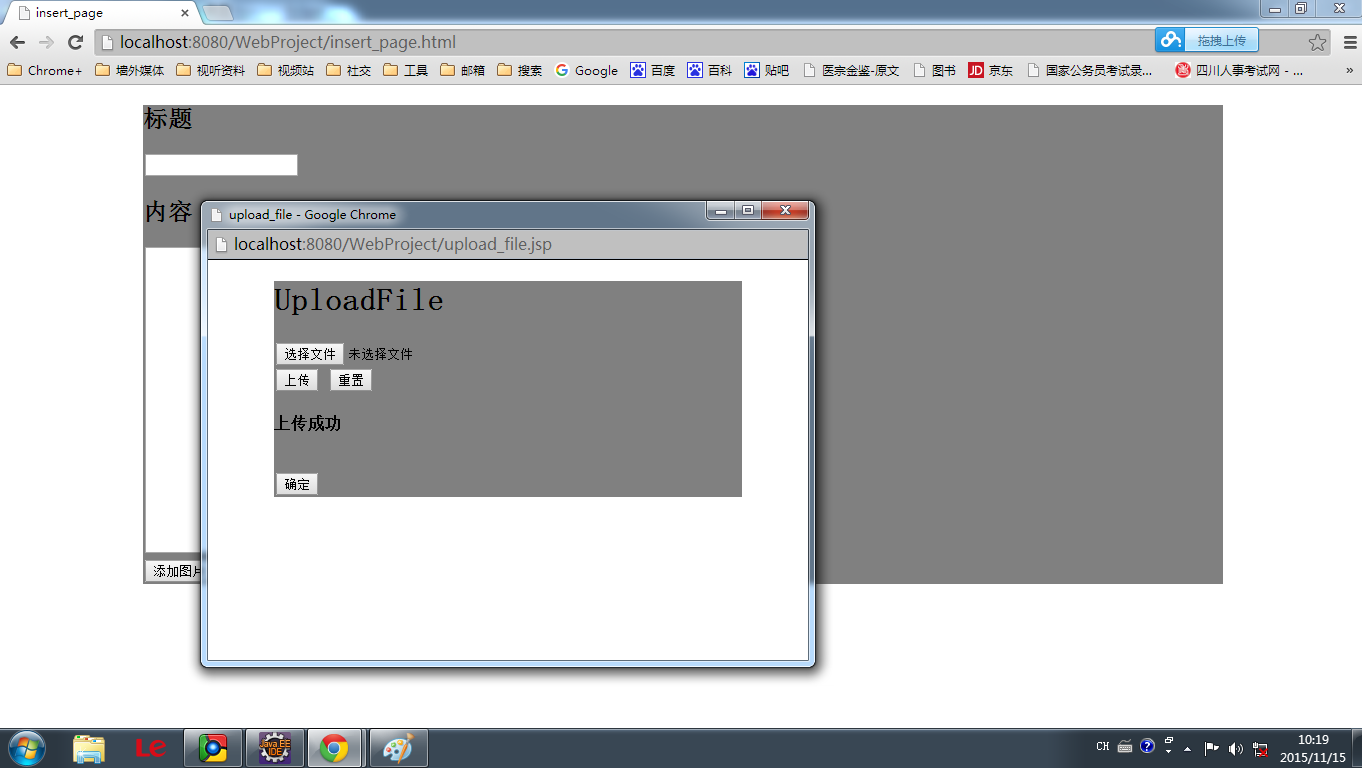 insert_page
localhost:8080/WebProject/insert_page.html
拖拽上传
Chrome+ 墙外媒体 视听资料 视频站 社交 工具 邮箱 搜索 Google 百度 百科 贴吧 医宗金鉴-原文 图书 JD 京东 国家公务员考试录... 四川人事考试网 - ... »
标题
内容
upload_file - Google Chrome
localhost:8080/WebProject/upload_file.jsp
UploadFile
选择文件 未选择文件
上传 重置
上传成功
确定
添加图片
Le
Java EE
IDE
CH
10:19
2015/11/15